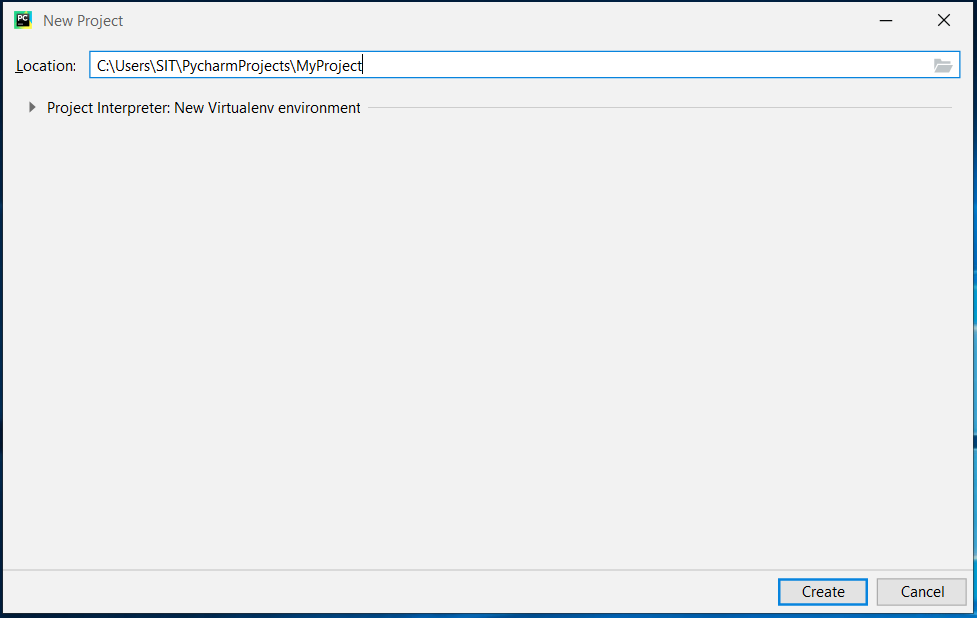 PC New Project
Location: C:\Users\SIT\PycharmProjects\MyProject
Project Interpreter: New Virtualenv environment
Create Cancel